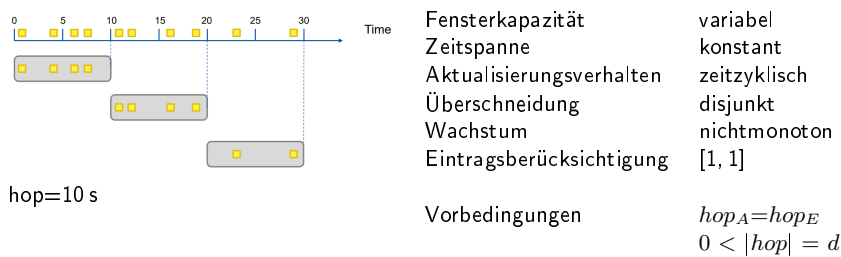 0 5 10 15 20 25 30 Time
hop=10 s
Fensterkapazität variabel
Zeitspanne konstant
Aktualisierungsverhalten zeitzyklisch
Überschneidung disjunkt
Wachstum nichtmonoton
Eintragsberücksichtigung [1, 1]
Vorbedingungen hop_A=hop_E
0 < |hop| = d